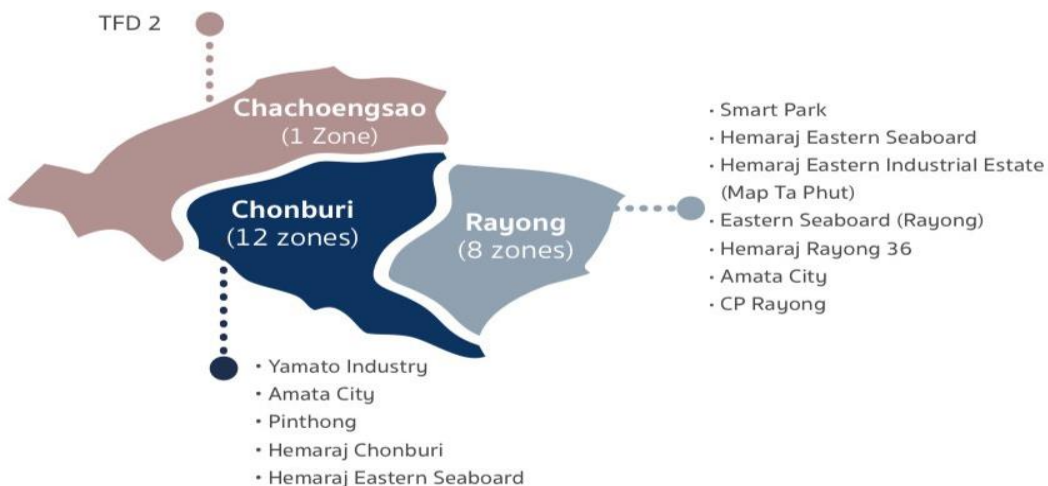 TFD 2
Chachoengsao
(1 Zone)
Chonburi
(12 zones)
Rayong
(8 zones)
· Smart Park
· Hemaraj Eastern Seaboard
· Hemaraj Eastern Industrial Estate
(Map Ta Phut)
· Eastern Seaboard (Rayong)
· Hemaraj Rayong 36
· Amata City
· CP Rayong
· Yamato Industry
· Amata City
· Pinthong
· Hemaraj Chonburi
· Hemaraj Eastern Seaboard